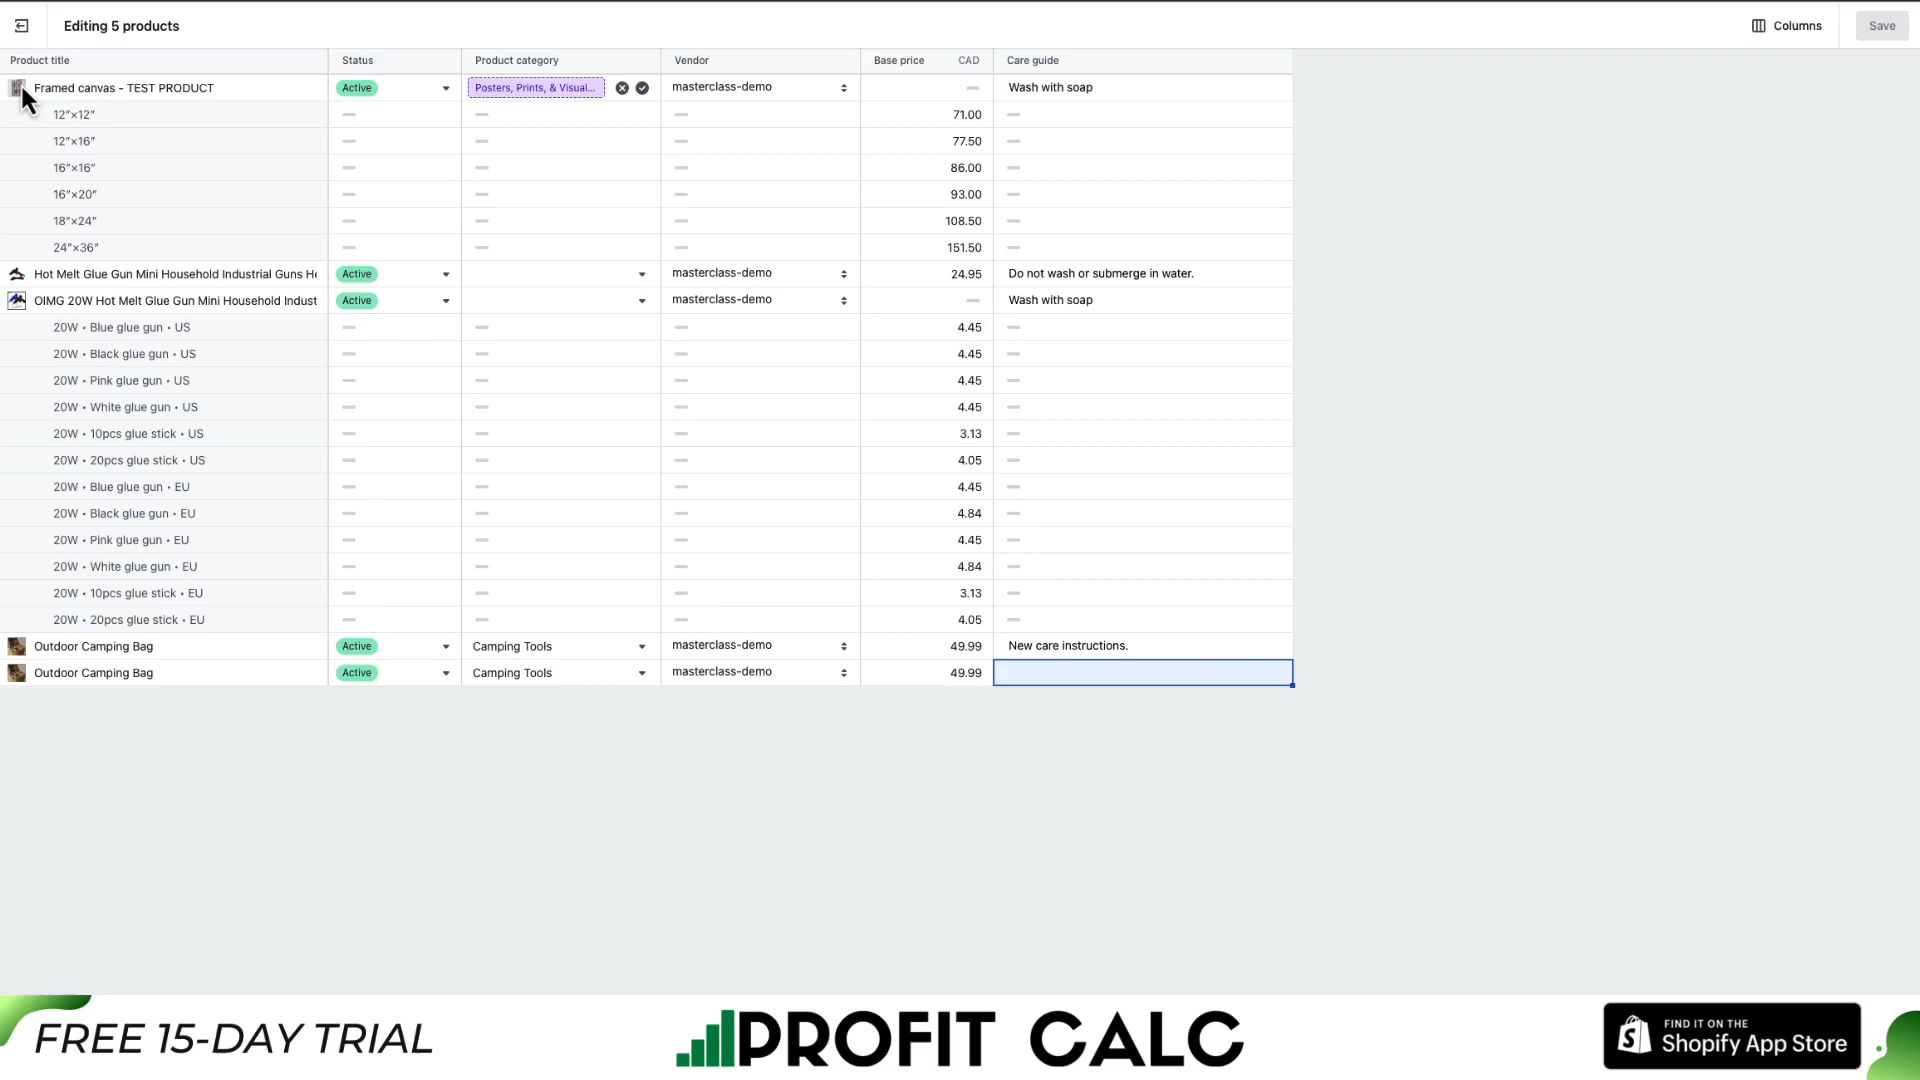 Editing 5 products
Columns
Save
Product title Status Product category Vendor Base price CAD Care guide
Framed canvas - TEST PRODUCT Active Posters, Prints, & Visual... masterclass-demo — Wash with soap
12″×12″ — — — 71.00 —
12″×16″ — — — 77.50 —
16″×16″ — — — 86.00 —
16″×20″ — — — 93.00 —
18″×24″ — — — 108.50 —
24″×36″ — — — 151.50 —
Hot Melt Glue Gun Mini Household Industrial Guns He Active masterclass-demo 24.95 Do not wash or submerge in water.
OIMG 20W Hot Melt Glue Gun Mini Household Indust Active masterclass-demo — Wash with soap
20W • Blue glue gun • US — — — 4.45 —
20W • Black glue gun • US — — — 4.45 —
20W • Pink glue gun • US — — — 4.45 —
20W • White glue gun • US — — — 4.45 —
20W • 10pcs glue stick • US — — — 3.13 —
20W • 20pcs glue stick • US — — — 4.05 —
20W • Blue glue gun • EU — — — 4.45 —
20W • Black glue gun • EU — — — 4.84 —
20W • Pink glue gun • EU — — — 4.45 —
20W • White glue gun • EU — — — 4.84 —
20W • 10pcs glue stick • EU — — — 3.13 —
20W • 20pcs glue stick • EU — — — 4.05 —
Outdoor Camping Bag Active Camping Tools masterclass-demo 49.99 New care instructions.
Outdoor Camping Bag Active Camping Tools masterclass-demo 49.99
FREE 15-DAY TRIAL
PROFIT CALC
FIND IT ON THE
Shopify App Store